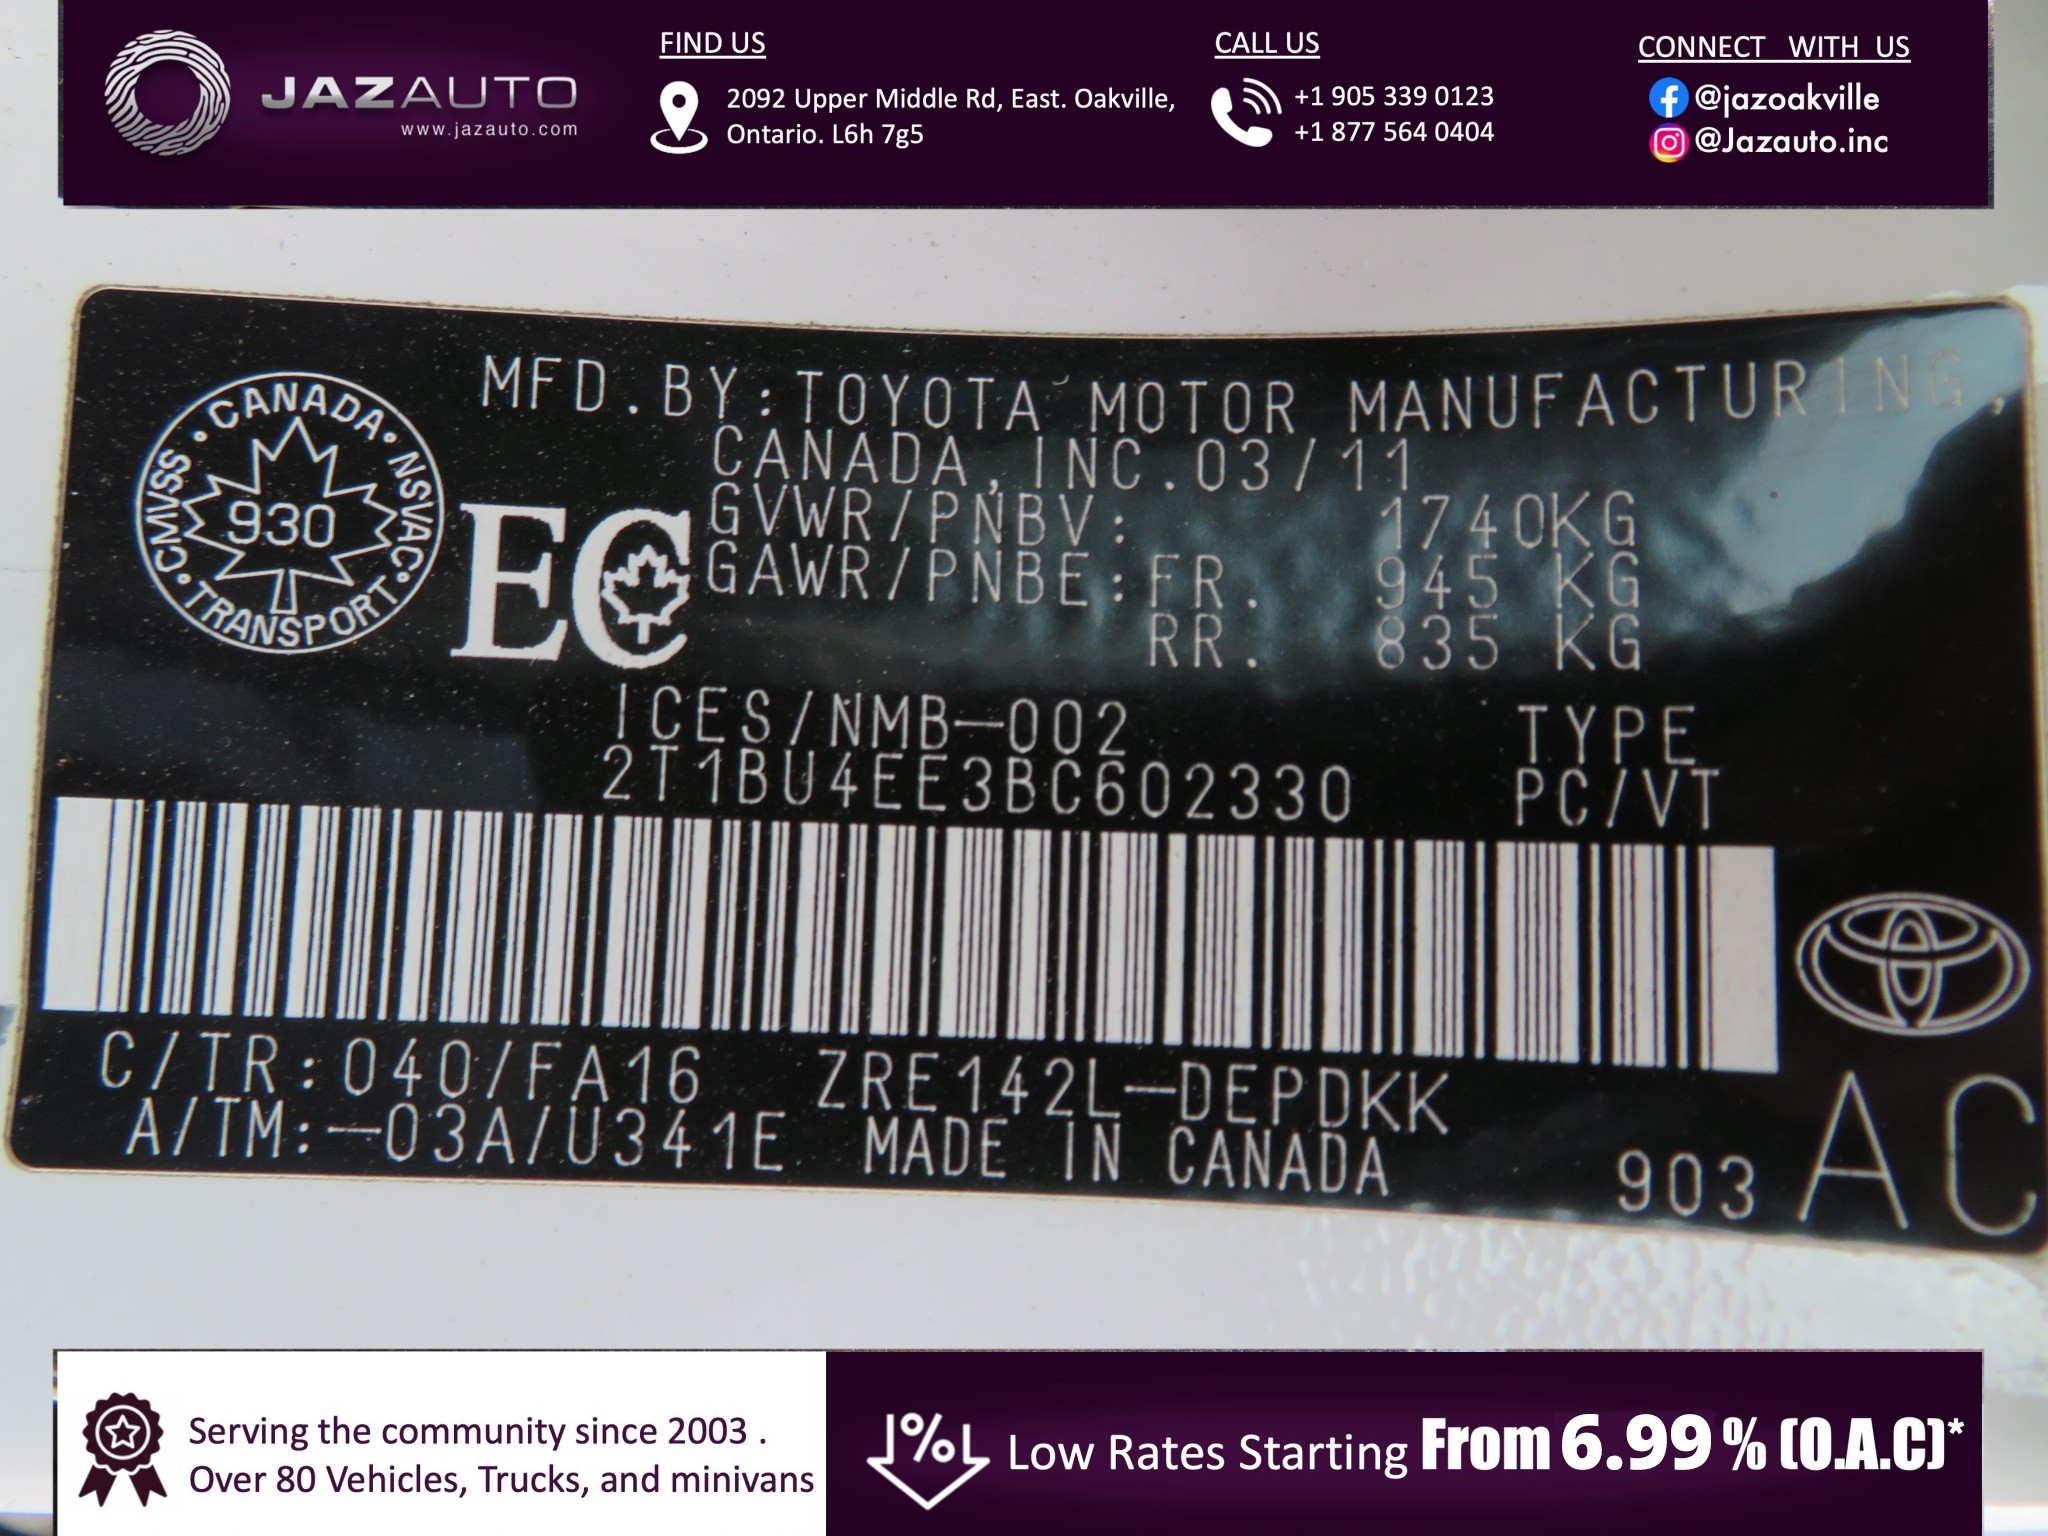 JAZAUTO
www.jazauto.com
FIND US
2092 Upper Middle Rd, East. Oakville,
Ontario. L6h 7g5
CALL US
+1 905 339 0123
+1 877 564 0404
CONNECT WITH US
@jazoakville
@Jazauto.inc
CANADA · NSVAC · TRANSPORT · CMVSS ·
930
EC
MFD.BY:TOYOTA MOTOR MANUFACTURING,
CANADA,INC.03/11
GVWR/PNBV: 1740KG
GAWR/PNBE:FR. 945 KG
RR. 835 KG
ICES/NMB-002
2T1BU4EE3BC602330
TYPE
PC/VT
C/TR:040/FA16 ZRE142L-DEPDKK
A/TM:-03A/U341E MADE IN CANADA
903 AC
Serving the community since 2003 .
Over 80 Vehicles, Trucks, and minivans
% Low Rates Starting From 6.99% (O.A.C)*